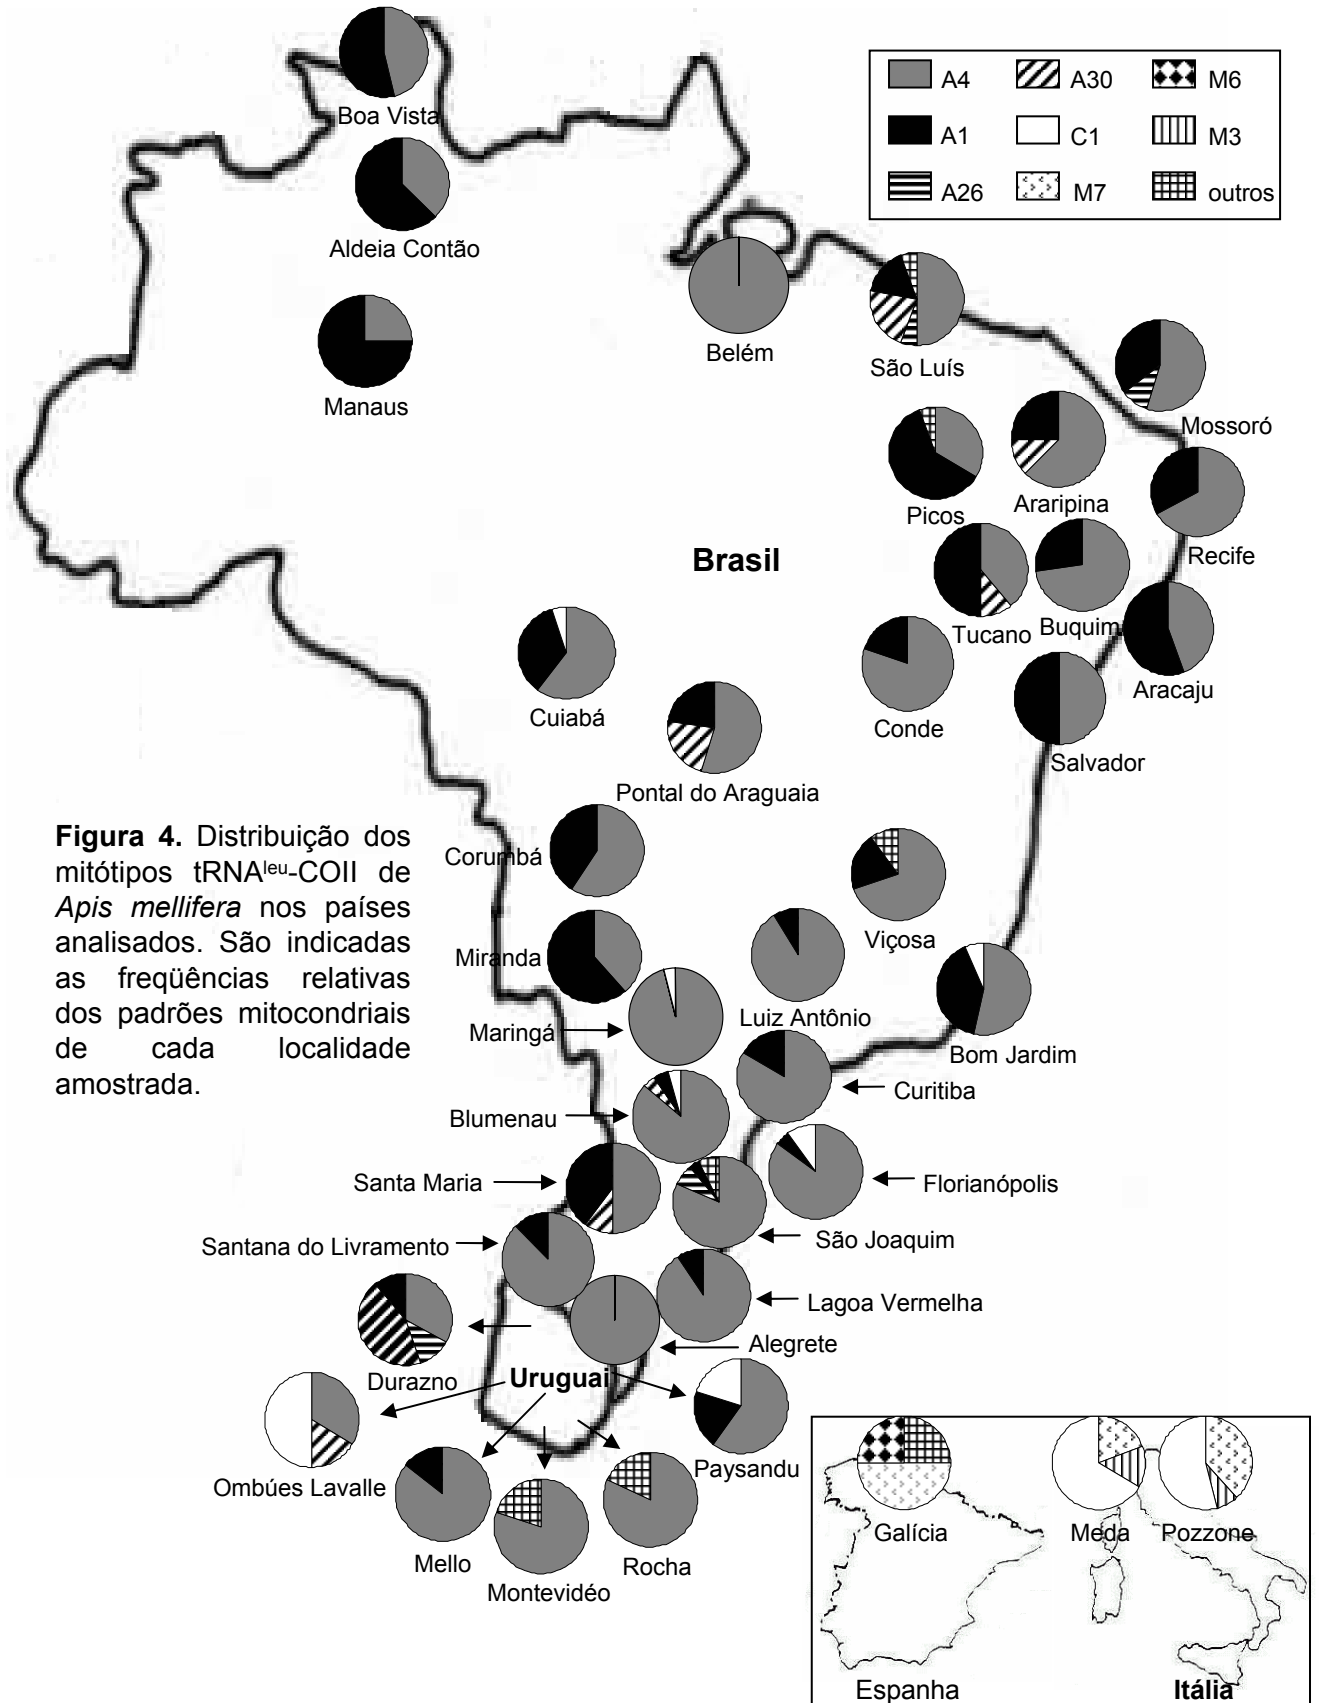 Boa Vista
A4
A30
M6
A1
C1
M3
A26
M7
outros
Aldeia Contão
Manaus
Belém
São Luís
Mossoró
Picos
Araripina
Recife
Brasil
Tucano
Buquim
Aracaju
Cuiabá
Conde
Salvador
Pontal do Araguaia
Figura 4. Distribuição dos
mitótipos tRNAleu-COII de
Apis mellifera nos países
analisados. São indicadas
as freqüências relativas
dos padrões mitocondriais
de cada localidade
amostrada.
Corumbá
Viçosa
Miranda
Luiz Antônio
Maringá
Bom Jardim
Curitiba
Blumenau
Santa Maria
Florianópolis
Santana do Livramento
São Joaquim
Lagoa Vermelha
Alegrete
Durazno
Uruguai
Ombúes Lavalle
Paysandu
Mello
Montevidéo
Rocha
Galícia
Meda
Pozzone
Espanha
Itália